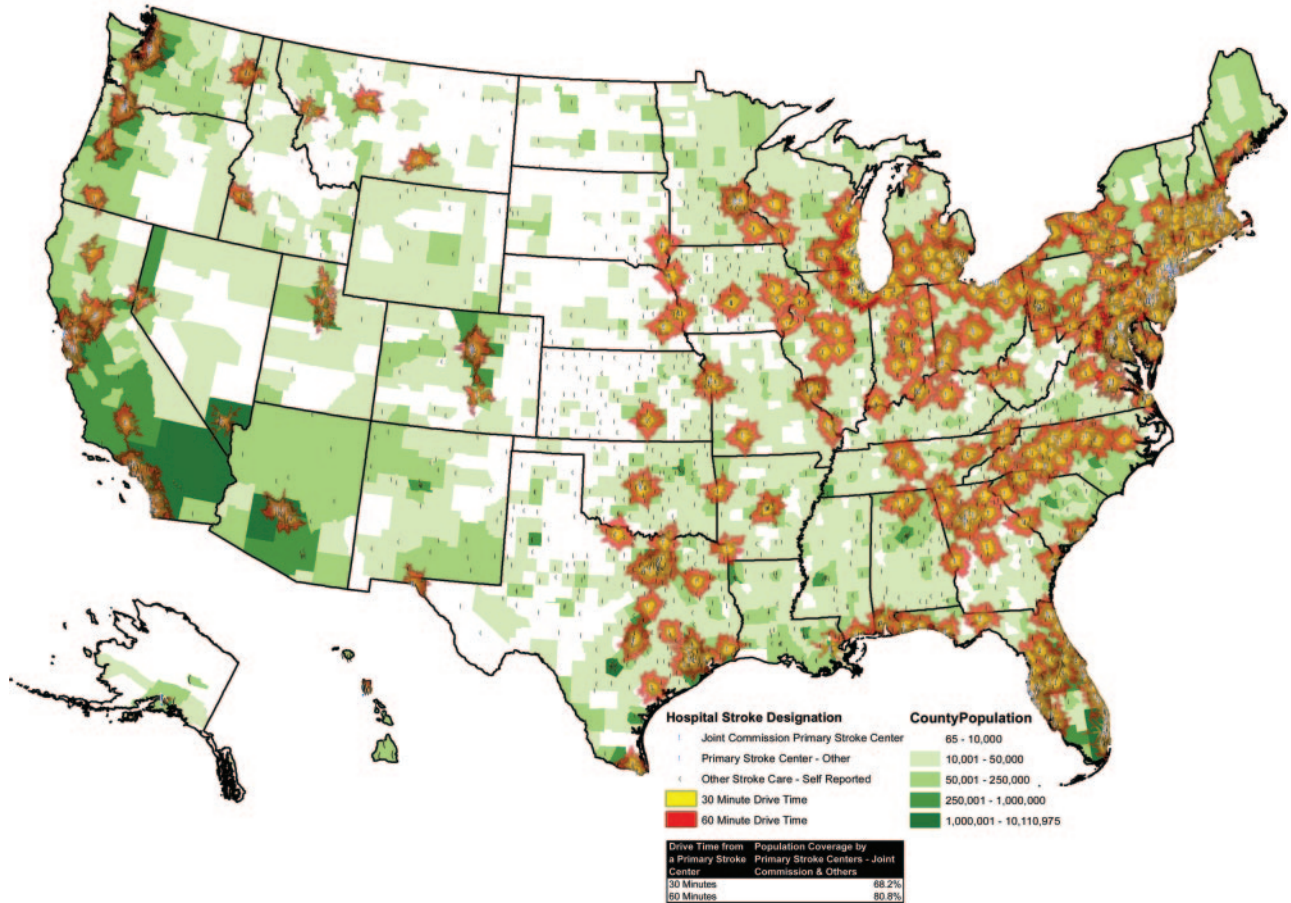 Hospital Stroke Designation
Joint Commission Primary Stroke Center
Primary Stroke Center - Other
Other Stroke Care - Self Reported
30 Minute Drive Time
60 Minute Drive Time
CountyPopulation
65 - 10,000
10,001 - 50,000
50,001 - 250,000
250,001 - 1,000,000
1,000,001 - 10,110,975
Drive Time from Population Coverage by
a Primary Stroke Primary Stroke Centers - Joint
Center Commission & Others
30 Minutes 68.2%
60 Minutes 80.8%